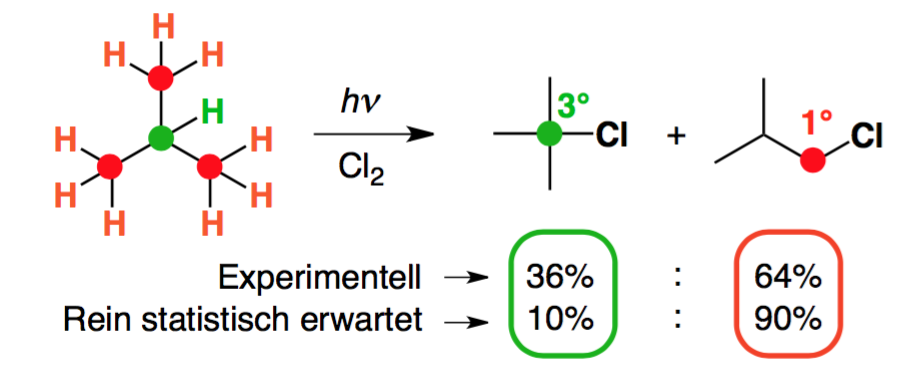 H
H H
H
H H
hν
H H
H H
Cl2
3°
Cl
+
1°
Cl
Experimentell → 36% : 64%
Rein statistisch erwartet → 10% : 90%